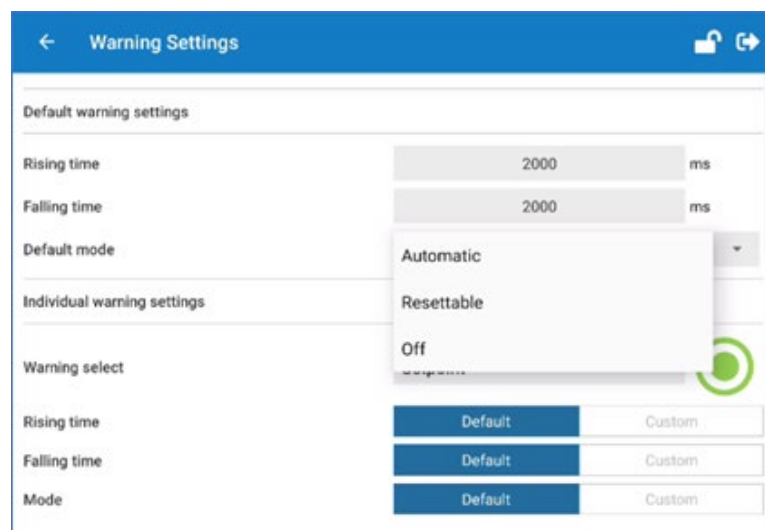 Warning Settings
Default warning settings
Rising time 2000 ms
Falling time 2000 ms
Default mode
Automatic
Individual warning settings
Resettable
Off
Warning select
Rising time Default Custom
Falling time Default Custom
Mode Default Custom